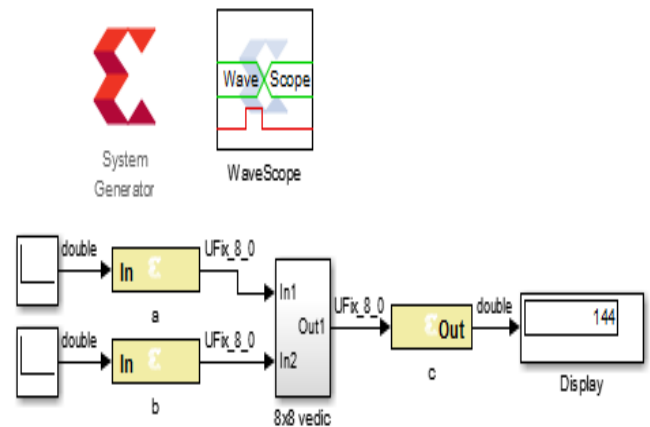 System
Generator
Wave Scope
WaveScope
double
In
UFix_8_0
a
double
In
UFix_8_0
b
In1
In2
Out1
8x8 vedic
UFix_8_0
Out
c
double
144
Display